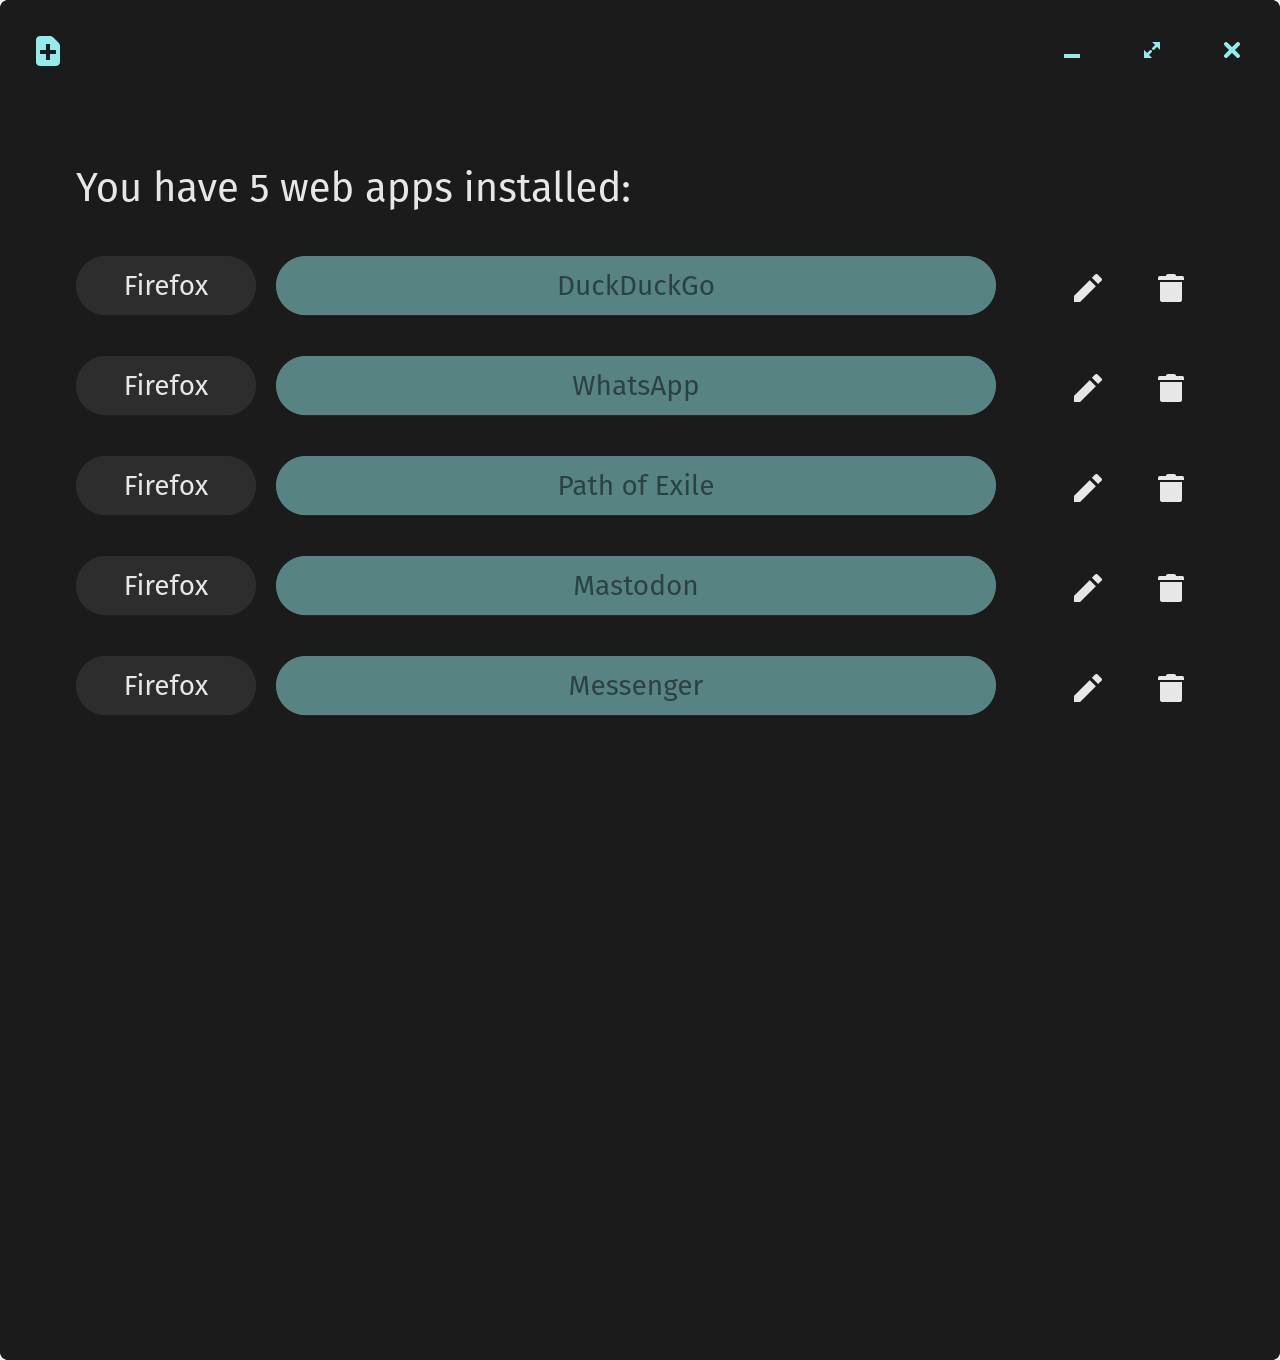 You have 5 web apps installed:
Firefox DuckDuckGo
Firefox WhatsApp
Firefox Path of Exile
Firefox Mastodon
Firefox Messenger